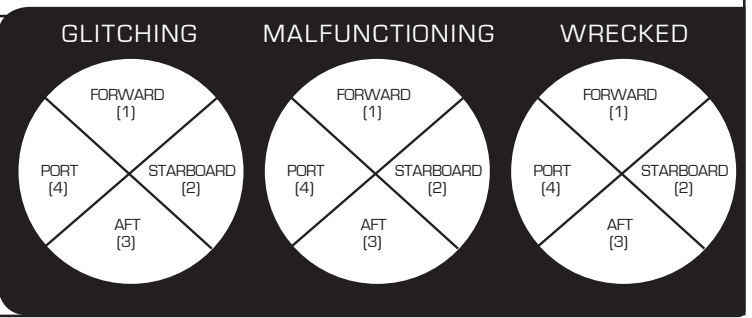 GLITCHING MALFUNCTIONING WRECKED
FORWARD
(1)
PORT
(4)
STARBOARD
(2)
AFT
(3)
FORWARD
(1)
PORT
(4)
STARBOARD
(2)
AFT
(3)
FORWARD
(1)
PORT
(4)
STARBOARD
(2)
AFT
(3)